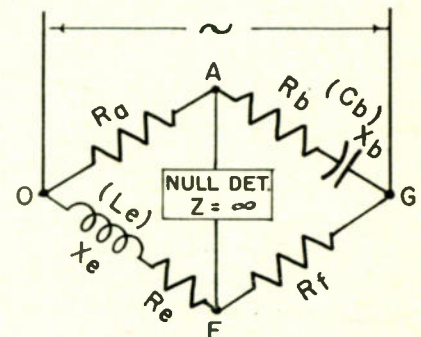 ~
A
Ra
Rb
(Cb)
Xb
O
NULL DET.
Z = ∞
G
(Le)
Xe
Re
Rf
F